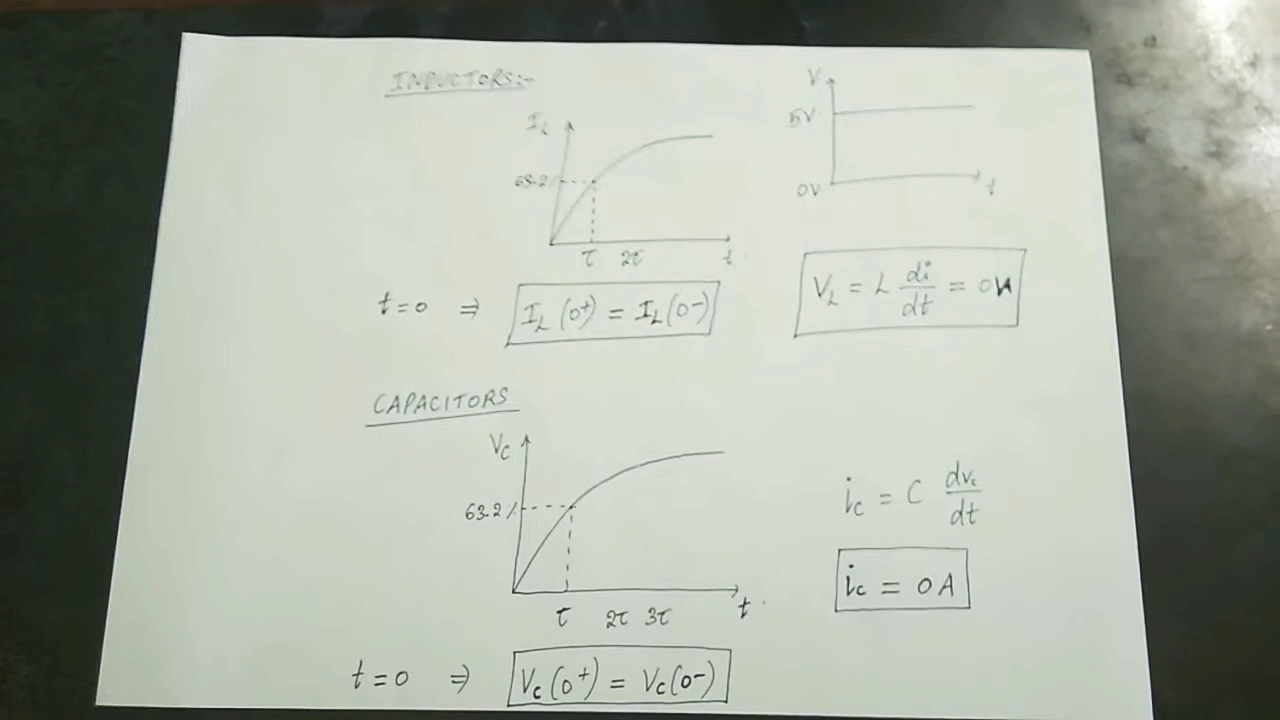 INDUCTORS:-
I_L
63.2%
τ 2τ t
V
5V
0V t
t=0 ⇒ I_L(0⁺) = I_L(0⁻)
V_L = L di/dt = 0V
CAPACITORS
V_C
63.2%
τ 2τ 3τ t
i_c = C dv_c/dt
i_c = 0A
t=0 ⇒ V_C(0⁺) = V_C(0⁻)